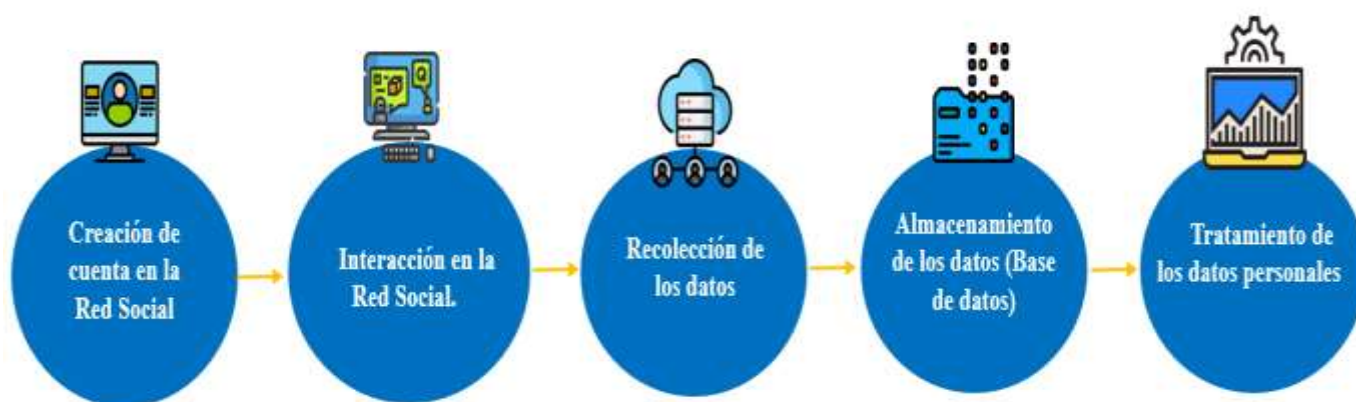 Creación de
cuenta en la
Red Social
Interacción en la
Red Social.
Recolección de
los datos
Almacenamiento
de los datos (Base
de datos)
Tratamiento de
los datos personales